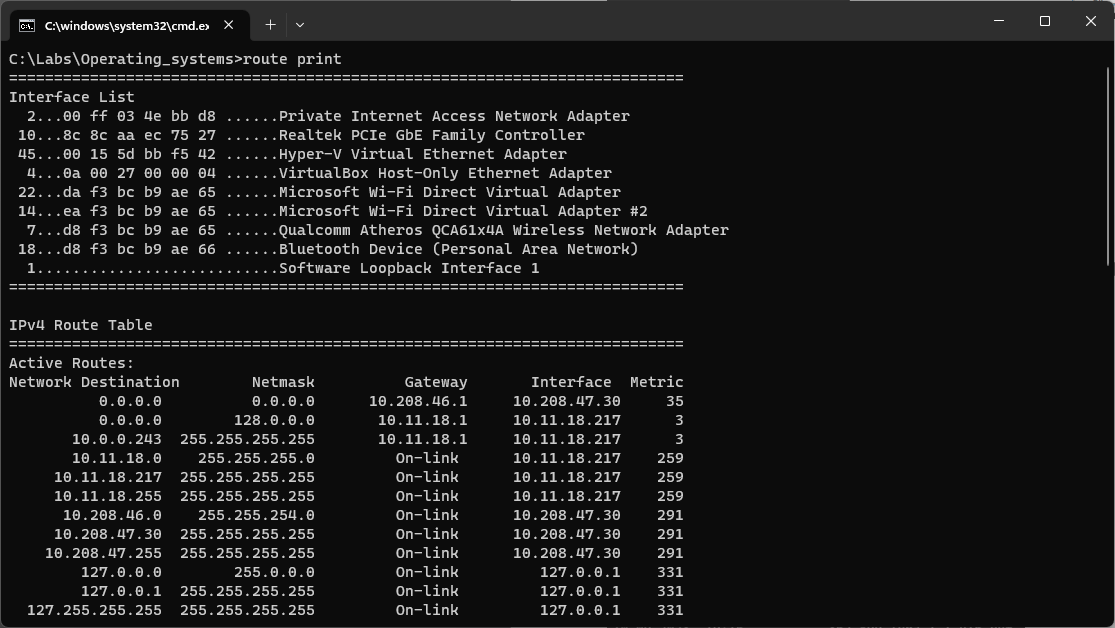 C:\windows\system32\cmd.ex
C:\Labs\Operating_systems>route print
===========================================================================
Interface List
  2...00 ff 03 4e bb d8 ......Private Internet Access Network Adapter
 10...8c 8c aa ec 75 27 ......Realtek PCIe GbE Family Controller
 45...00 15 5d bb f5 42 ......Hyper-V Virtual Ethernet Adapter
  4...0a 00 27 00 00 04 ......VirtualBox Host-Only Ethernet Adapter
 22...da f3 bc b9 ae 65 ......Microsoft Wi-Fi Direct Virtual Adapter
 14...ea f3 bc b9 ae 65 ......Microsoft Wi-Fi Direct Virtual Adapter #2
  7...d8 f3 bc b9 ae 65 ......Qualcomm Atheros QCA61x4A Wireless Network Adapter
 18...d8 f3 bc b9 ae 66 ......Bluetooth Device (Personal Area Network)
  1...........................Software Loopback Interface 1
===========================================================================

IPv4 Route Table
===========================================================================
Active Routes:
Network Destination        Netmask          Gateway       Interface  Metric
          0.0.0.0          0.0.0.0      10.208.46.1     10.208.47.30     35
          0.0.0.0        128.0.0.0       10.11.18.1     10.11.18.217      3
       10.0.0.243  255.255.255.255       10.11.18.1     10.11.18.217      3
       10.11.18.0    255.255.255.0         On-link      10.11.18.217    259
     10.11.18.217  255.255.255.255         On-link      10.11.18.217    259
     10.11.18.255  255.255.255.255         On-link      10.11.18.217    259
      10.208.46.0    255.255.254.0         On-link      10.208.47.30    291
     10.208.47.30  255.255.255.255         On-link      10.208.47.30    291
    10.208.47.255  255.255.255.255         On-link      10.208.47.30    291
        127.0.0.0        255.0.0.0         On-link         127.0.0.1    331
        127.0.0.1  255.255.255.255         On-link         127.0.0.1    331
  127.255.255.255  255.255.255.255         On-link         127.0.0.1    331